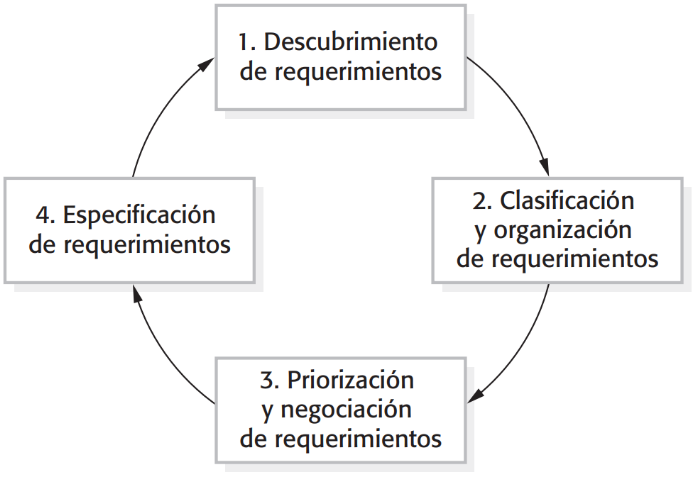 1. Descubrimiento
de requerimientos
2. Clasificación
y organización
de requerimientos
3. Priorización
y negociación
de requerimientos
4. Especificación
de requerimientos